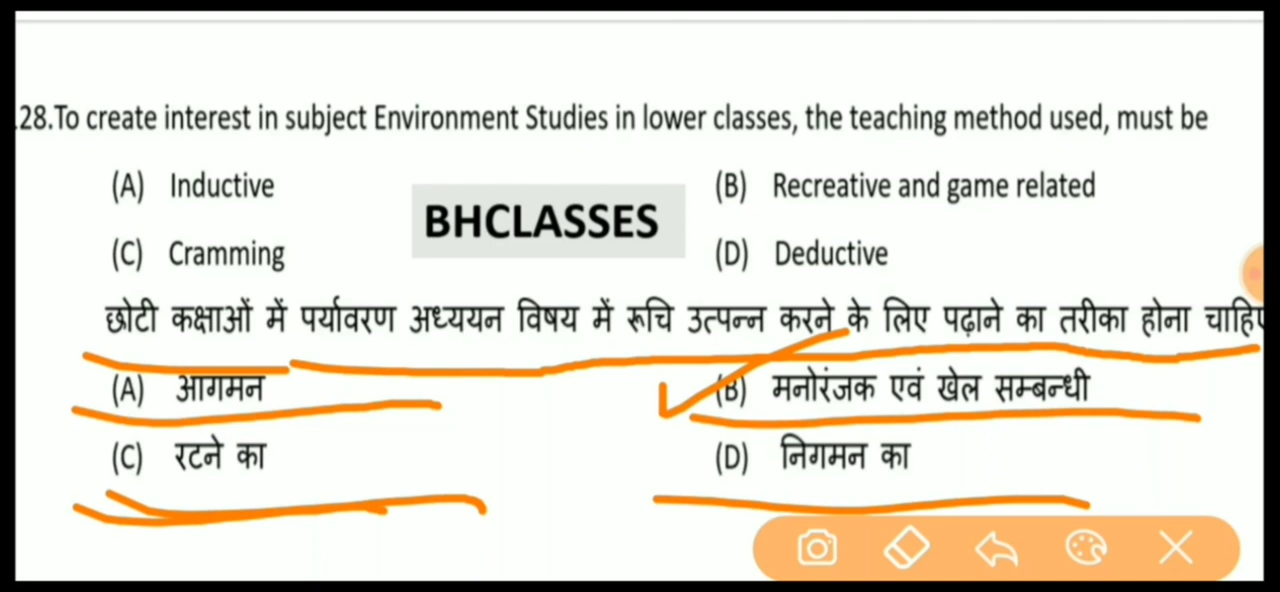 .28.To create interest in subject Environment Studies in lower classes, the teaching method used, must be
(A) Inductive (B) Recreative and game related
BHCLASSES
(C) Cramming (D) Deductive
छोटी कक्षाओं में पर्यावरण अध्ययन विषय में रूचि उत्पन्न करने के लिए पढ़ाने का तरीका होना चाहिए
(A) आगमन (B) मनोरंजक एवं खेल सम्बन्धी
(C) रटने का (D) निगमन का